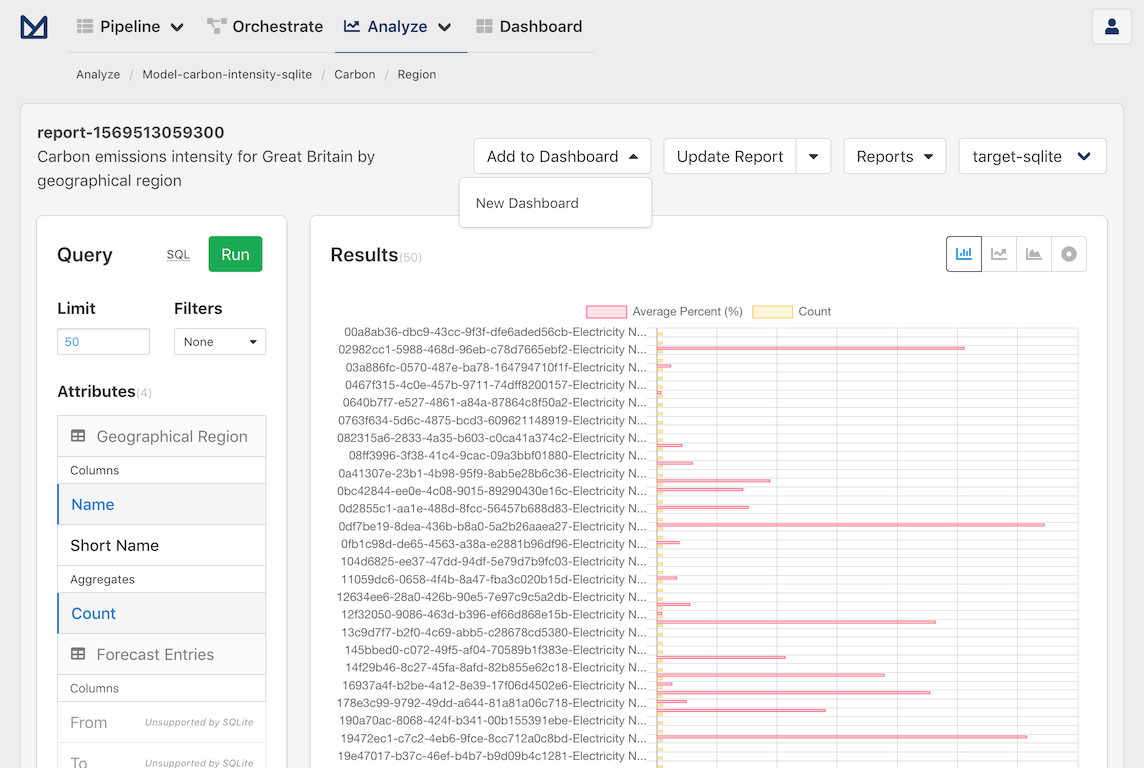 Pipeline Orchestrate Analyze Dashboard
Analyze / Model-carbon-intensity-sqlite / Carbon / Region
report-1569513059300
Carbon emissions intensity for Great Britain by
geographical region
Add to Dashboard
Update Report
Reports
target-sqlite
New Dashboard
Query
SQL
Run
Limit
Filters
50
None
Attributes(4)
Geographical Region
Columns
Name
Short Name
Aggregates
Count
Forecast Entries
Columns
From Unsupported by SQLite
To Unsupported by SQLite
Results(50)
Average Percent (%) Count
00a8ab36-dbc9-43cc-9f3f-dfe6aded56cb-Electricity N...
02982cc1-5988-468d-96eb-c78d7665ebf2-Electricity N...
03a886fc-0570-487e-ba78-164794710f1f-Electricity N...
0467f315-4c0e-457b-9711-74dff8200157-Electricity N...
0640b7f7-e527-4861-a84a-87864c8f50a2-Electricity N...
0763f634-5d6c-4875-bcd3-609621148919-Electricity N...
082315a6-2833-4a35-b603-c0ca41a374c2-Electricity N...
08ff3996-3f38-41c4-9cac-09a3bbf01880-Electricity N...
0a41307e-23b1-4b98-95f9-8ab5e28b6c36-Electricity N...
0bc42844-ee0e-4c08-9015-89290430e16c-Electricity N...
0d2855c1-aa1e-488d-8fcc-56457b688d83-Electricity N...
0df7be19-8dea-436b-b8a0-5a2b26aaea27-Electricity N...
0fb1c98d-de65-4563-a38a-e2881b96df96-Electricity N...
104d6825-ee37-47dd-94df-5e79d7b9fc03-Electricity N...
11059dc6-0658-4f4b-8a47-fba3c020b15d-Electricity N...
12634ee6-28a0-426b-90e5-7e97c9c5a2db-Electricity N...
12f32050-9086-463d-b396-ef66d868e15b-Electricity N...
13c9d7f7-b2f0-4c69-abb5-c28678cd5380-Electricity N...
145bbed0-c072-49f5-af04-70589b1f383e-Electricity N...
14f29b46-8c27-45fa-8afd-82b855e62c18-Electricity N...
16937a4f-b2be-4a12-8e39-17f06d4502e6-Electricity N...
178e3c99-9792-49dd-a644-81a81a06c718-Electricity N...
190a70ac-8068-424f-b341-00b155391ebe-Electricity N...
19472ec1-c7c2-4eb6-9fce-8cc712a0c8bd-Electricity N...
19e47017-b37c-46ef-b4b7-b9d09b4c1281-Electricity N...